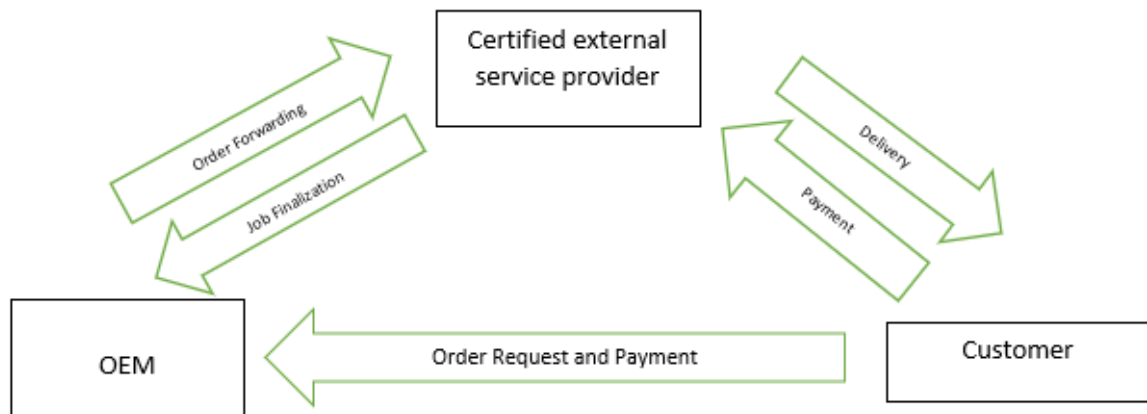 Certified external
service provider
Order Forwarding
Job Finalization
Delivery
Payment
OEM
Order Request and Payment
Customer